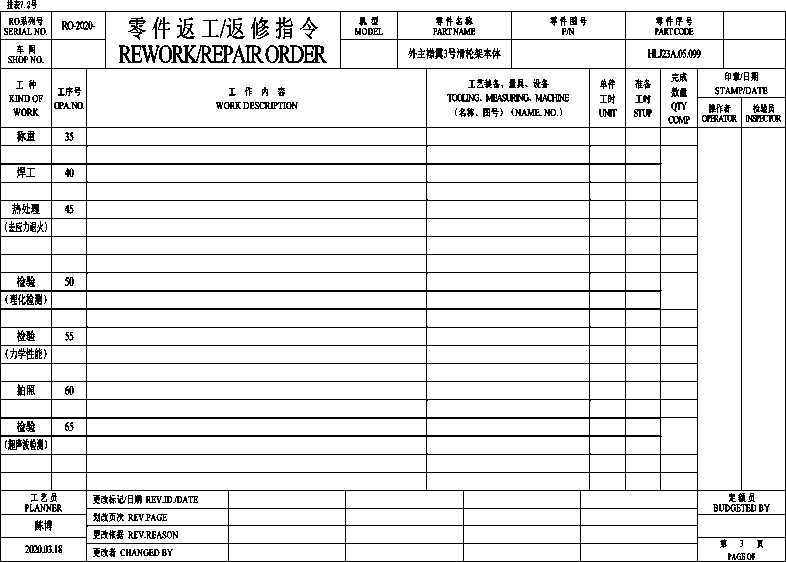 挂表7.8号
RO系列号
SERIAL NO.
RO-2020-
零件返工/返修指令
REWORK/REPAIR ORDER
机 型
MODEL
零件名称
PART NAME
零件图号
P/N
零件序号
PART CODE
车 间
SHOP NO.
外主襟翼3号滑轮架本体
HLJ23A.05.099
工 种
KIND OF
WORK
工序号
OPA.NO.
工 作 内 容
WORK DESCRIPTION
工艺装备、量具、设备
TOOLING、MEASURING、MACHINE
(名称、图号) (NAME. NO.)
单件
工时
UNIT
准备
工时
STUP
完成
数量
QTY
COMP
印章/日期
STAMP/DATE
操作者
OPERATOR
检验员
INSPECTOR
称重 35
焊工 40
热处理 45
(去应力退火)
检验 50
(理化检测)
检验 55
(力学性能)
拍照 60
检验 65
(超声波检测)
工艺员
PLANNER
陈博
2020.03.18
更改标记/日期 REV.ID./DATE
划改页次 REV.PAGE
更改依据 REV.REASON
更改者 CHANGED BY
定额员
BUDGETED BY
第 3 页
PAGE OF